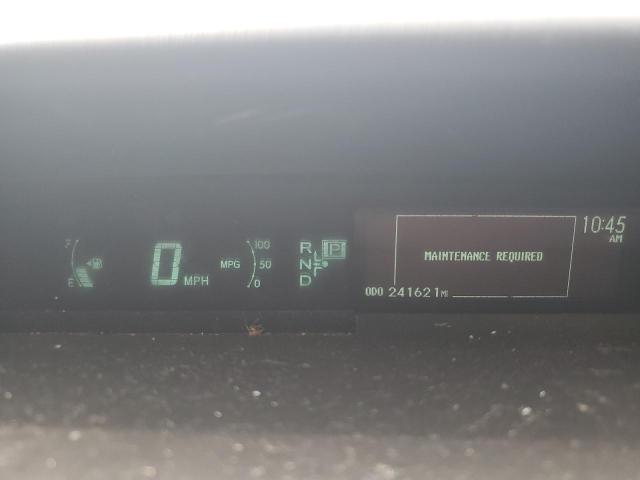 F
E
0 MPH
MPG
100
50
0
R
N
D
P
MAINTENANCE REQUIRED
ODO 241621 MI
10:45
AM